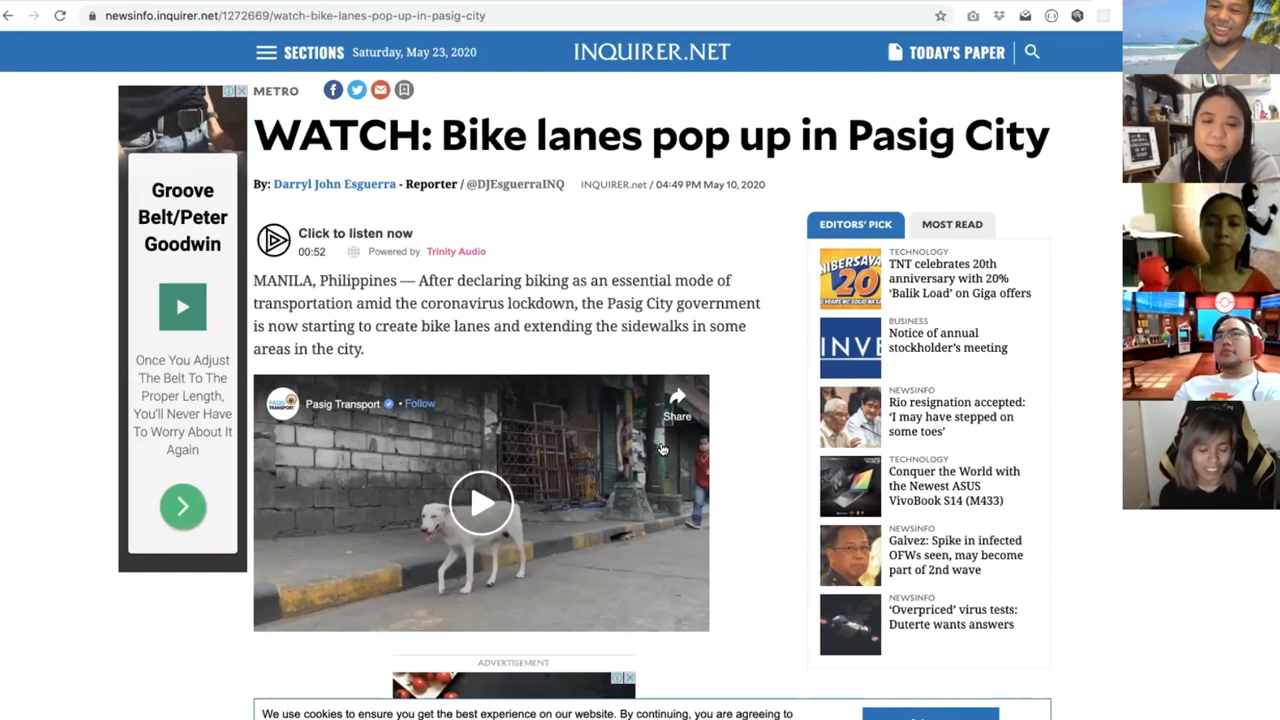 newsinfo.inquirer.net/1272669/watch-bike-lanes-pop-up-in-pasig-city
SECTIONS Saturday, May 23, 2020 INQUIRER.NET TODAY'S PAPER
METRO
WATCH: Bike lanes pop up in Pasig City
By: Darryl John Esguerra - Reporter / @DJEsguerraINQ INQUIRER.net / 04:49 PM May 10, 2020
Click to listen now
00:52 Powered by Trinity Audio
MANILA, Philippines — After declaring biking as an essential mode of
transportation amid the coronavirus lockdown, the Pasig City government
is now starting to create bike lanes and extending the sidewalks in some
areas in the city.
PASIG
TRANSPORT
Pasig Transport • Follow
Share
ADVERTISEMENT
We use cookies to ensure you get the best experience on our website. By continuing, you are agreeing to
Groove
Belt/Peter
Goodwin
Once You Adjust
The Belt To The
Proper Length,
You'll Never Have
To Worry About It
Again
EDITORS' PICK MOST READ
NIBERSAYA
20
TECHNOLOGY
TNT celebrates 20th
anniversary with 20%
‘Balik Load’ on Giga offers
INVE
BUSINESS
Notice of annual
stockholder’s meeting
NEWSINFO
Rio resignation accepted:
‘I may have stepped on
some toes’
TECHNOLOGY
Conquer the World with
the Newest ASUS
VivoBook S14 (M433)
NEWSINFO
Galvez: Spike in infected
OFWs seen, may become
part of 2nd wave
NEWSINFO
‘Overpriced’ virus tests:
Duterte wants answers